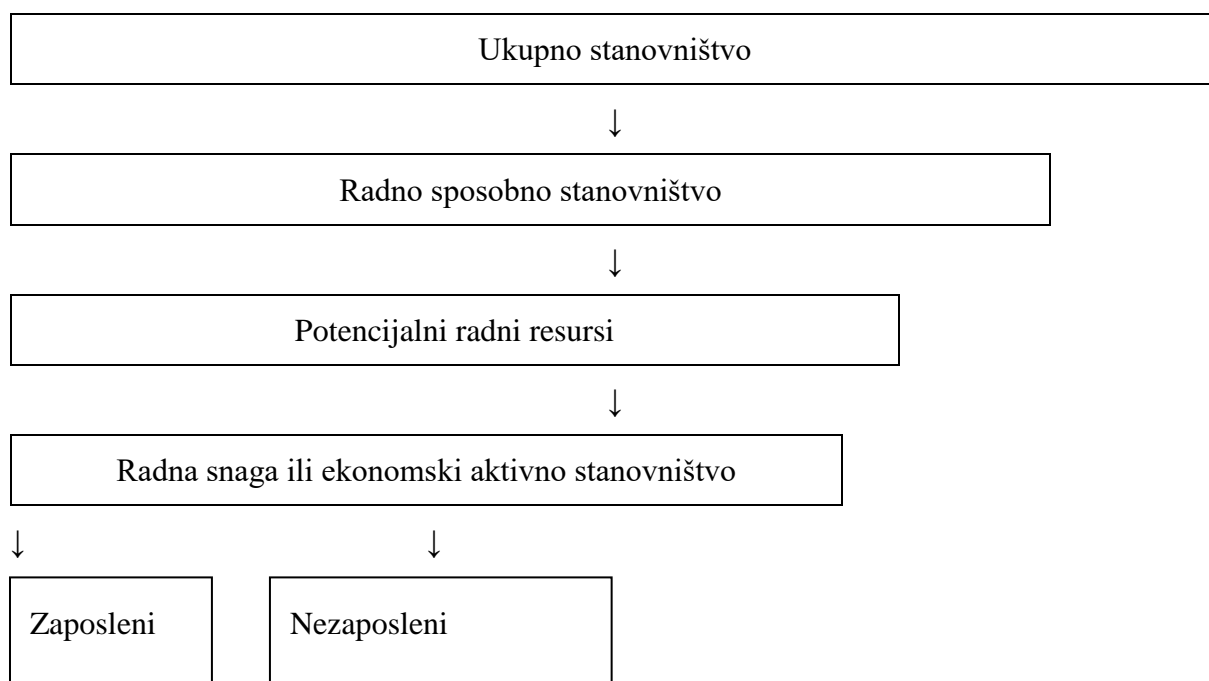 Ukupno stanovništvo
↓
Radno sposobno stanovništvo
↓
Potencijalni radni resursi
↓
Radna snaga ili ekonomski aktivno stanovništvo
↓ ↓
Zaposleni Nezaposleni